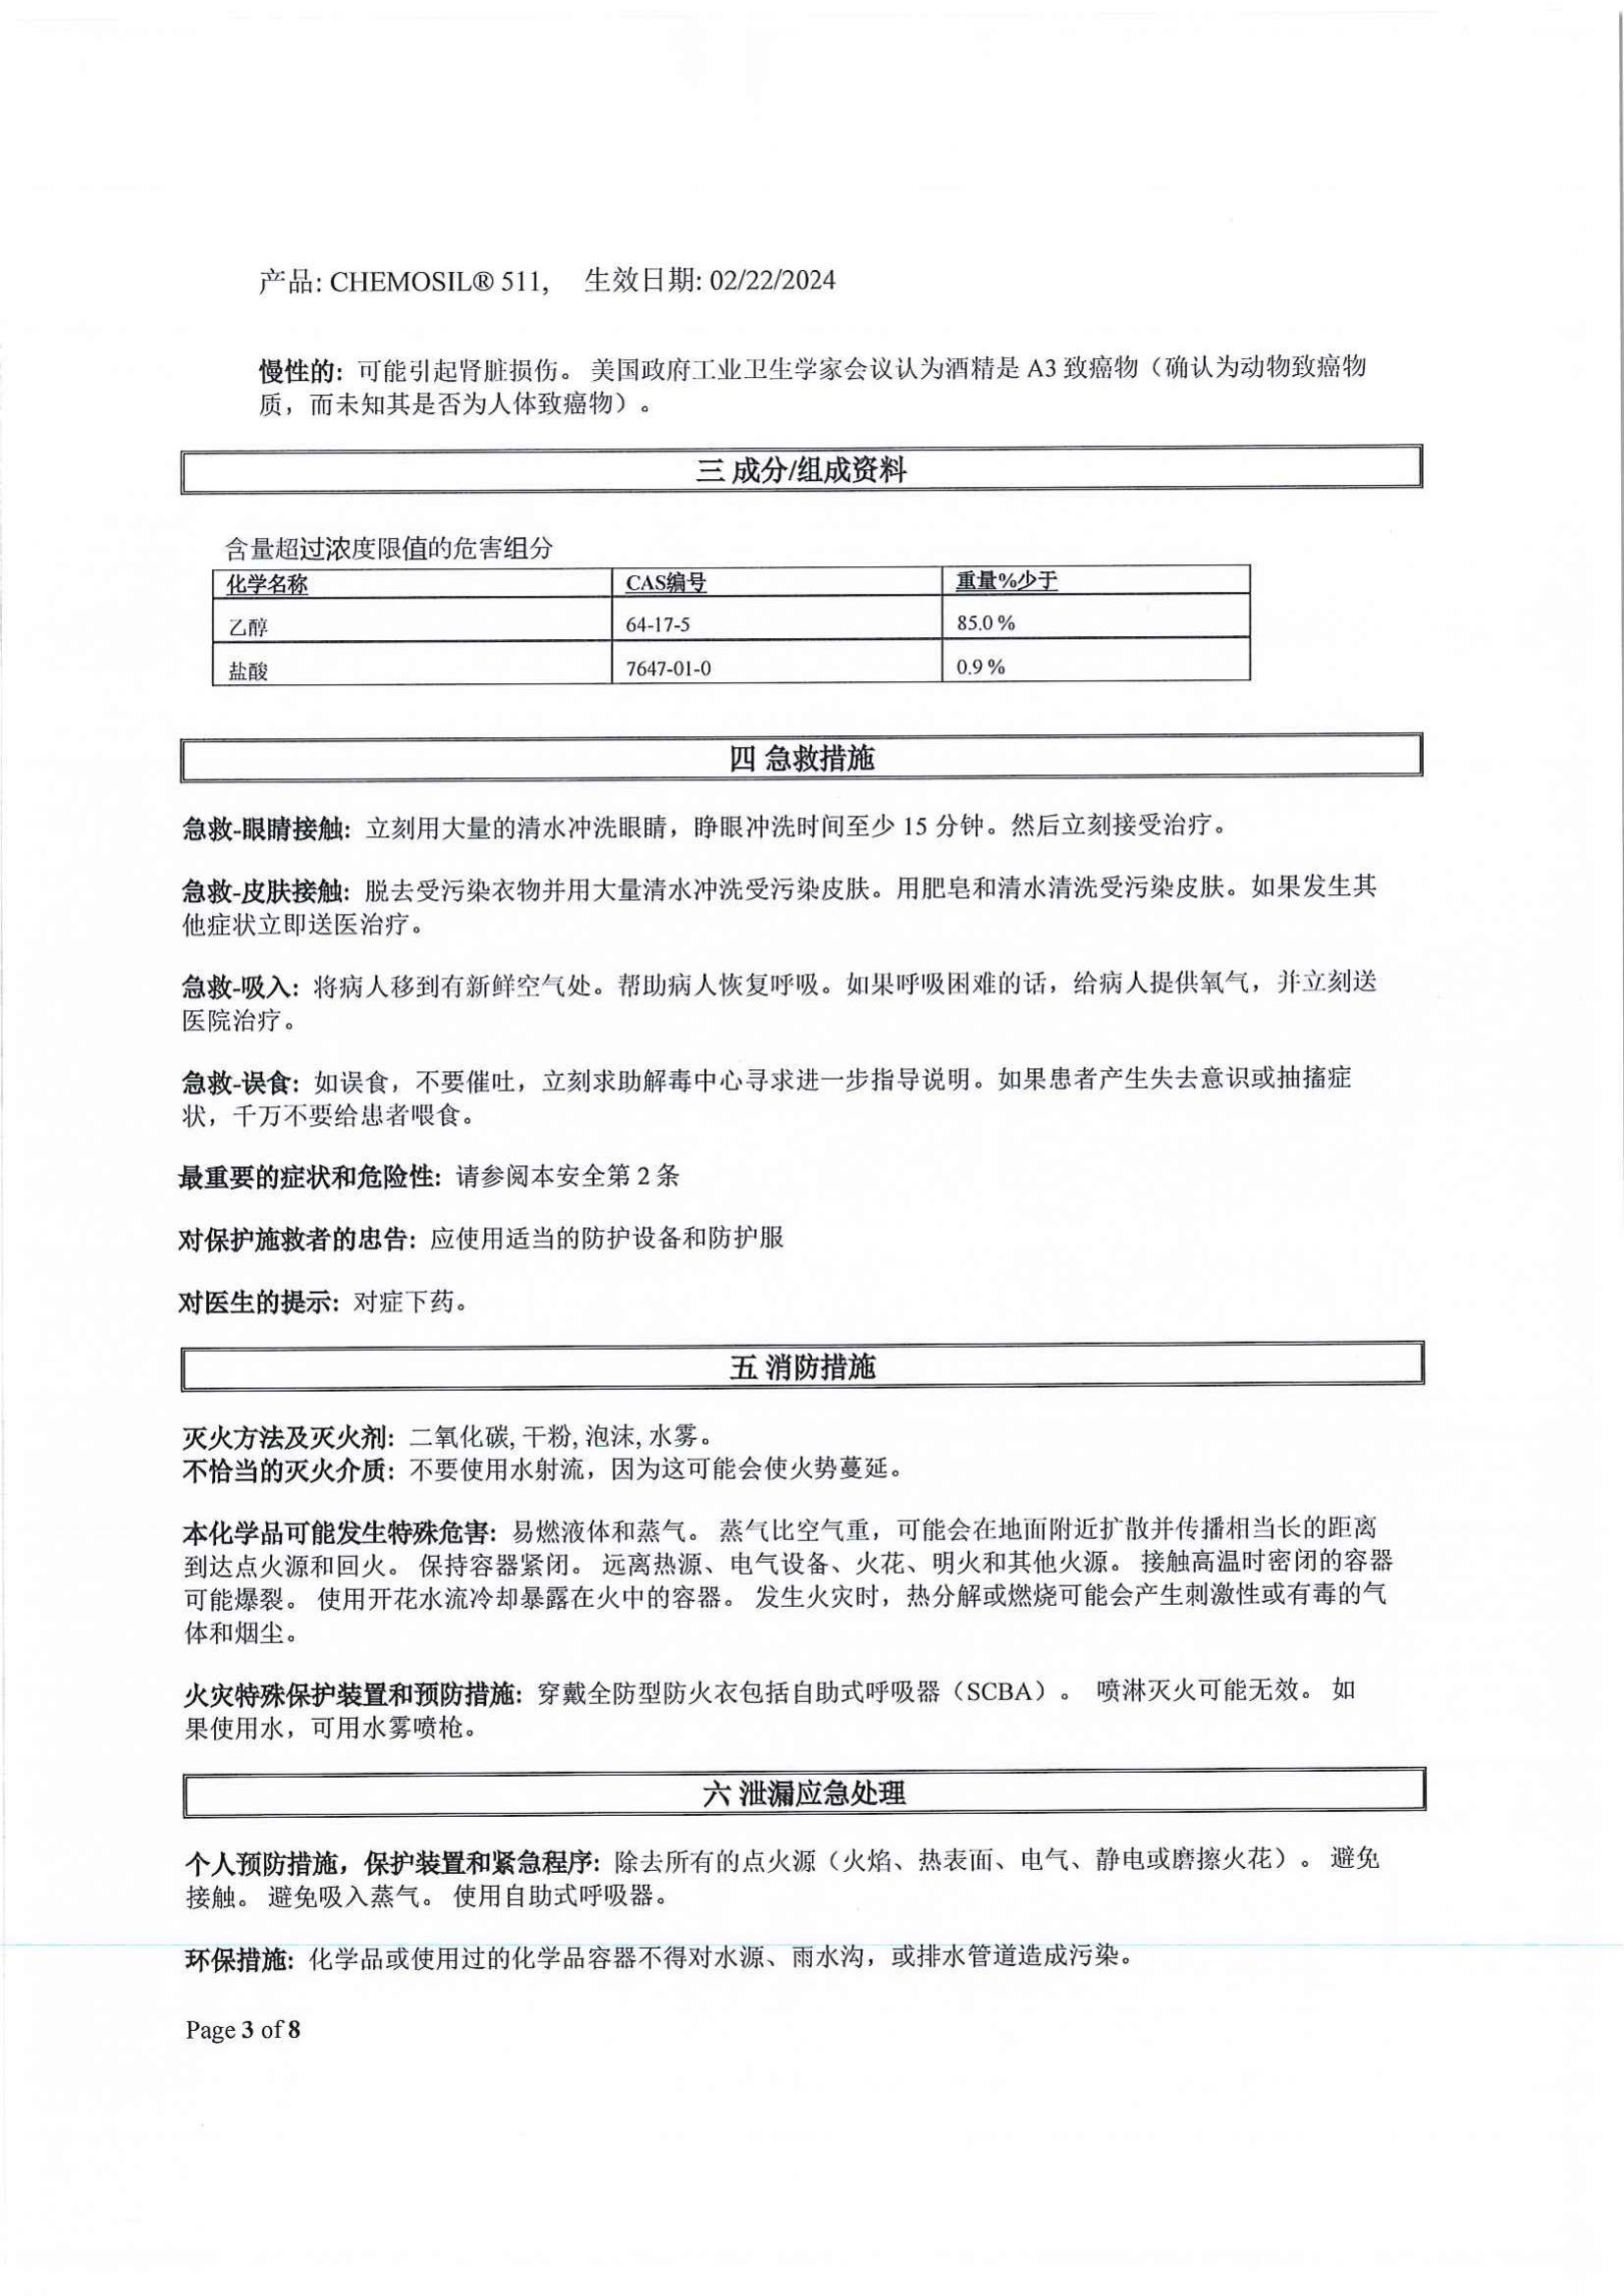 产品: CHEMOSIL® 511,  生效日期: 02/22/2024
慢性的: 可能引起肾脏损伤。 美国政府工业卫生学家会议认为酒精是 A3 致癌物（确认为动物致癌物
质，而未知其是否为人体致癌物）。
三 成分/组成资料
含量超过浓度限值的危害组分
化学名称 CAS编号 重量%少于
乙醇 64-17-5 85.0 %
盐酸 7647-01-0 0.9 %
四 急救措施
急救-眼睛接触: 立刻用大量的清水冲洗眼睛，睁眼冲洗时间至少 15 分钟。然后立刻接受治疗。
急救-皮肤接触: 脱去受污染衣物并用大量清水冲洗受污染皮肤。用肥皂和清水清洗受污染皮肤。如果发生其
他症状立即送医治疗。
急救-吸入: 将病人移到有新鲜空气处。帮助病人恢复呼吸。如果呼吸困难的话，给病人提供氧气，并立刻送
医院治疗。
急救-误食: 如误食，不要催吐，立刻求助解毒中心寻求进一步指导说明。如果患者产生失去意识或抽搐症
状，千万不要给患者喂食。
最重要的症状和危险性: 请参阅本安全第 2 条
对保护施救者的忠告: 应使用适当的防护设备和防护服
对医生的提示: 对症下药。
五 消防措施
灭火方法及灭火剂: 二氧化碳, 干粉, 泡沫, 水雾。
不恰当的灭火介质: 不要使用水射流，因为这可能会使火势蔓延。
本化学品可能发生特殊危害: 易燃液体和蒸气。 蒸气比空气重，可能会在地面附近扩散并传播相当长的距离
到达点火源和回火。 保持容器紧闭。 远离热源、电气设备、火花、明火和其他火源。 接触高温时密闭的容器
可能爆裂。 使用开花水流冷却暴露在火中的容器。 发生火灾时，热分解或燃烧可能会产生刺激性或有毒的气
体和烟尘。
火灾特殊保护装置和预防措施: 穿戴全防型防火衣包括自助式呼吸器（SCBA）。 喷淋灭火可能无效。 如
果使用水，可用水雾喷枪。
六 泄漏应急处理
个人预防措施，保护装置和紧急程序: 除去所有的点火源（火焰、热表面、电气、静电或磨擦火花）。 避免
接触。 避免吸入蒸气。 使用自助式呼吸器。
环保措施: 化学品或使用过的化学品容器不得对水源、雨水沟，或排水管道造成污染。
Page 3 of 8